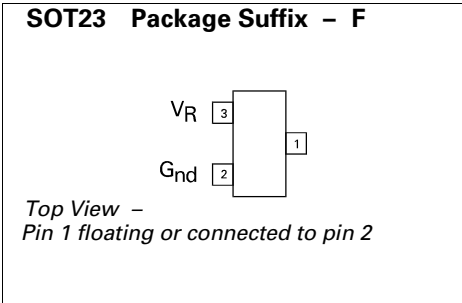 SOT23 Package Suffix – F
VR 3
1
Gnd 2
Top View –
Pin 1 floating or connected to pin 2